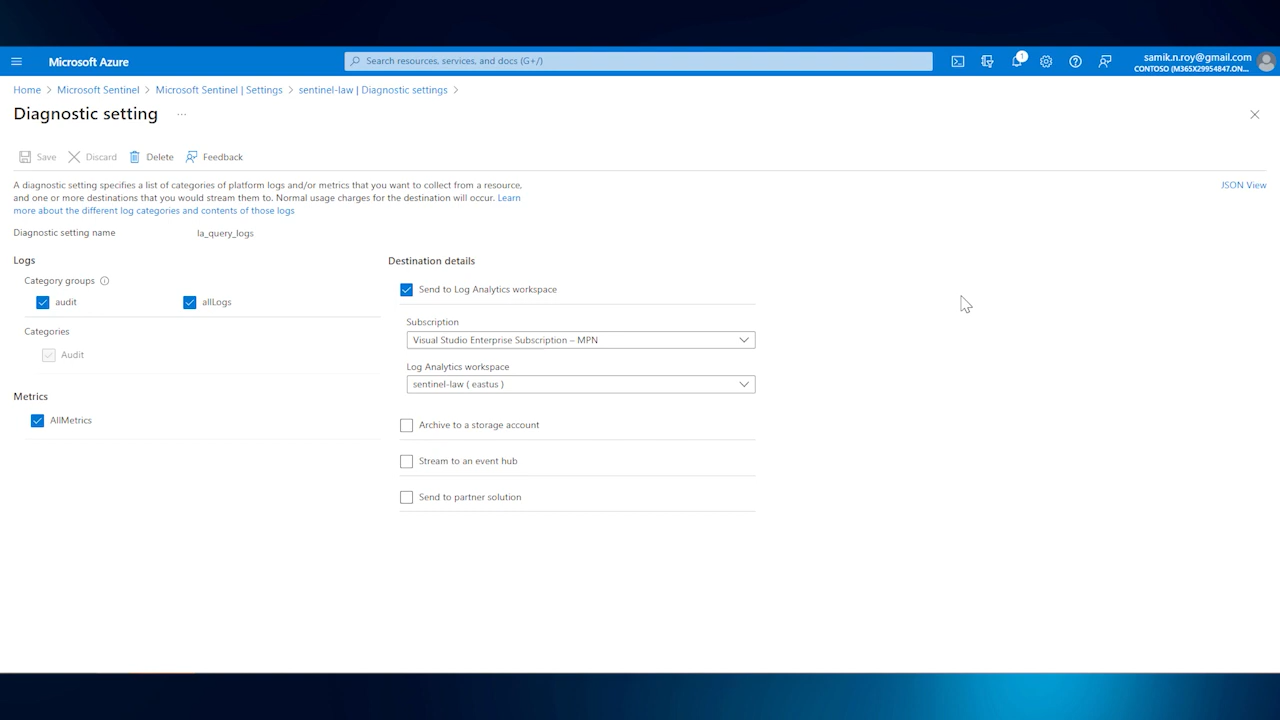 Microsoft Azure
Search resources, services, and docs (G+/)
1
samik.n.roy@gmail.com
CONTOSO (M365X29954847.ON...
Home > Microsoft Sentinel > Microsoft Sentinel | Settings > sentinel-law | Diagnostic settings >
Diagnostic setting ...
Save Discard Delete Feedback
A diagnostic setting specifies a list of categories of platform logs and/or metrics that you want to collect from a resource,
and one or more destinations that you would stream them to. Normal usage charges for the destination will occur. Learn
more about the different log categories and contents of those logs
JSON View
Diagnostic setting name la_query_logs
Logs
Category groups
audit allLogs
Categories
Audit
Metrics
AllMetrics
Destination details
Send to Log Analytics workspace
Subscription
Visual Studio Enterprise Subscription – MPN
Log Analytics workspace
sentinel-law ( eastus )
Archive to a storage account
Stream to an event hub
Send to partner solution